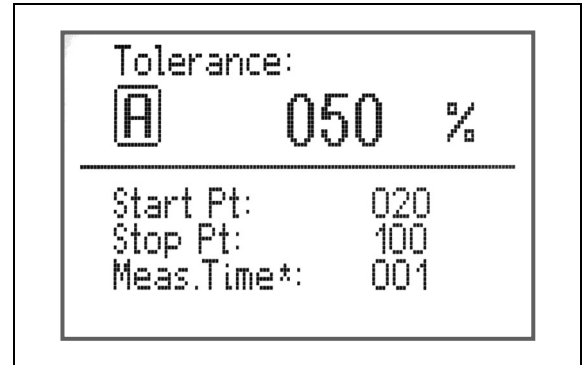 Tolerance:
A 050 %
Start Pt: 020
Stop Pt: 100
Meas.Time*: 001